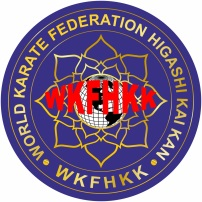 WORLD KARATE FEDERATION HIGASHI KAI KAN
WKFHKK
• WKFHKK •